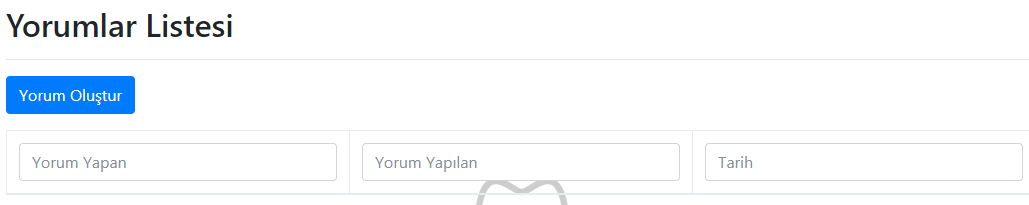 Yorumlar Listesi
Yorum Oluştur
Yorum Yapan
Yorum Yapılan
Tarih